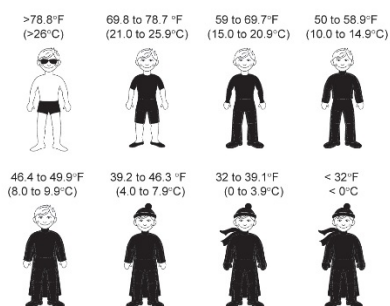 >78.8°F
(>26°C)
69.8 to 78.7 °F
(21.0 to 25.9°C)
59 to 69.7°F
(15.0 to 20.9°C)
50 to 58.9°F
(10.0 to 14.9°C)
46.4 to 49.9°F
(8.0 to 9.9°C)
39.2 to 46.3 °F
(4.0 to 7.9°C)
32 to 39.1°F
(0 to 3.9°C)
< 32°F
< 0°C